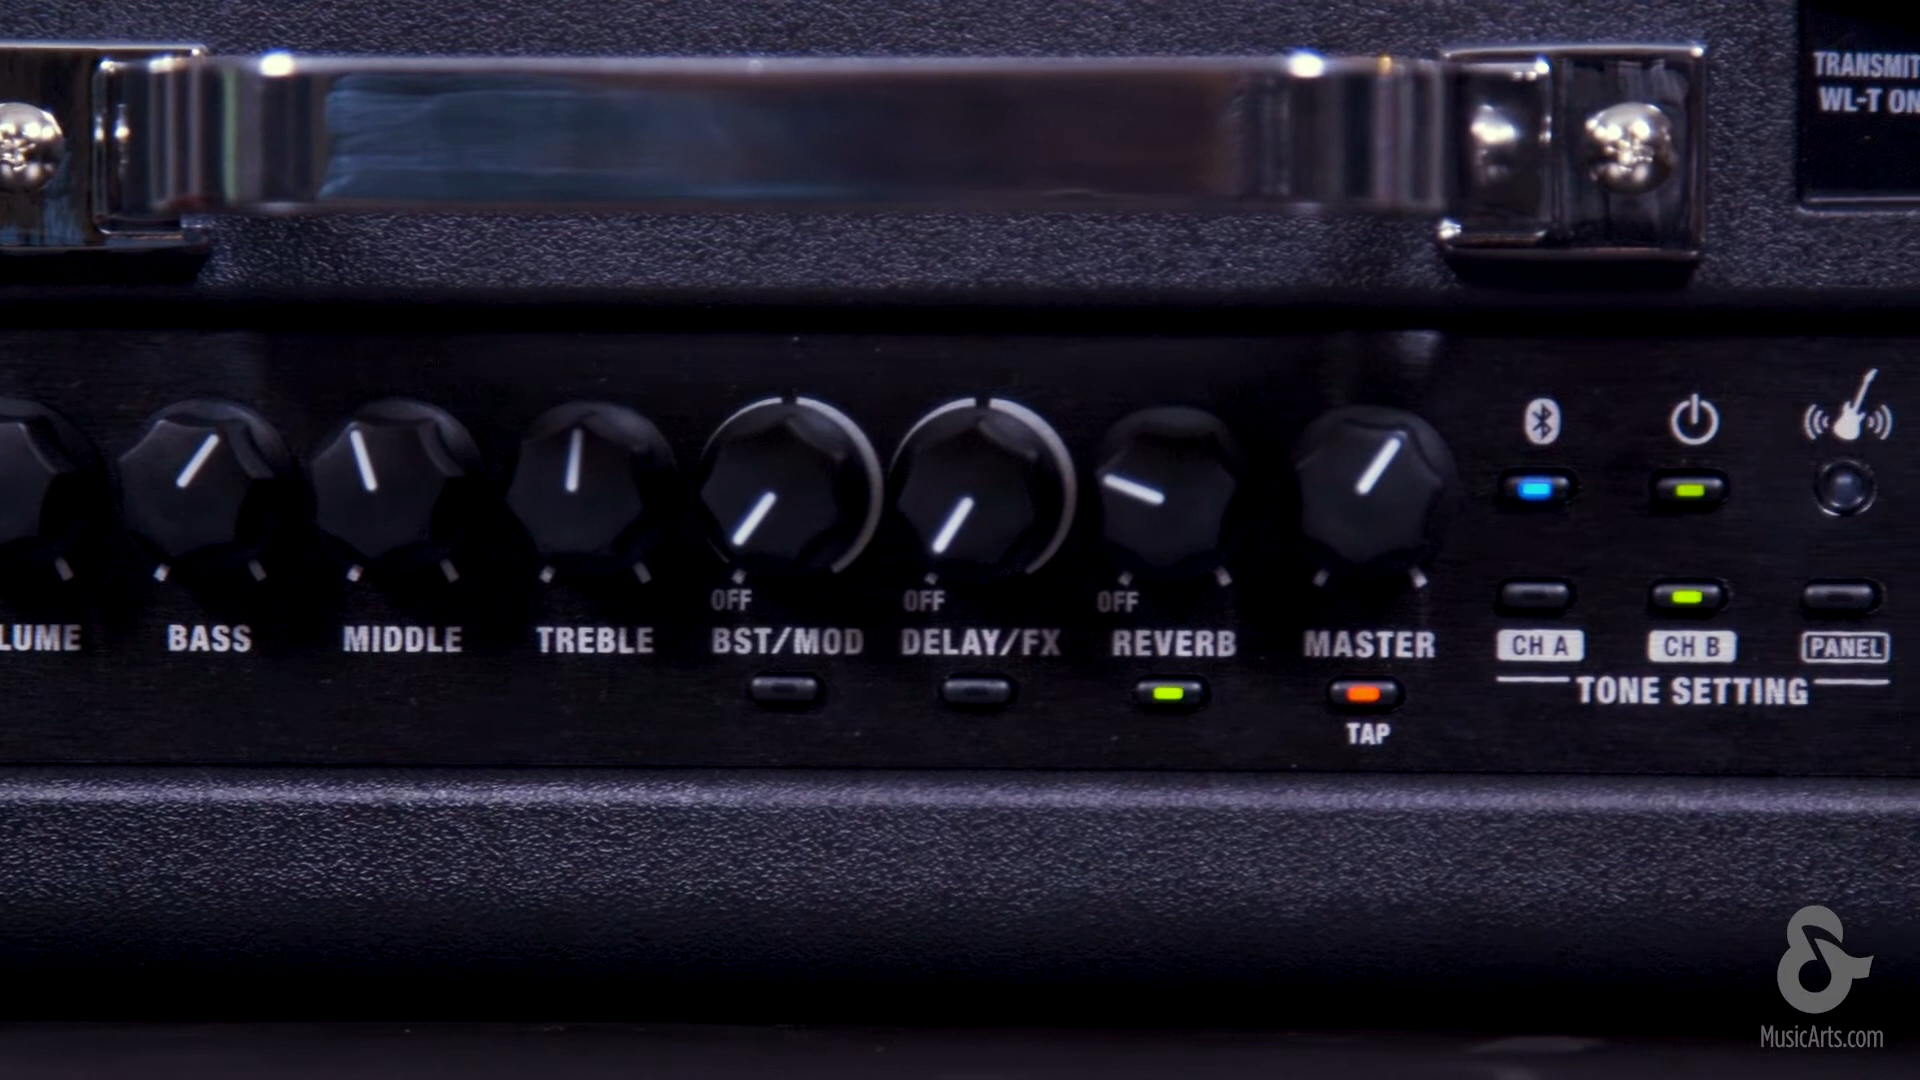 TRANSMIT
WL-T ON
LUME BASS MIDDLE TREBLE BST/MOD DELAY/FX REVERB MASTER
OFF OFF OFF
TAP
CH A CH B PANEL
TONE SETTING
MusicArts.com